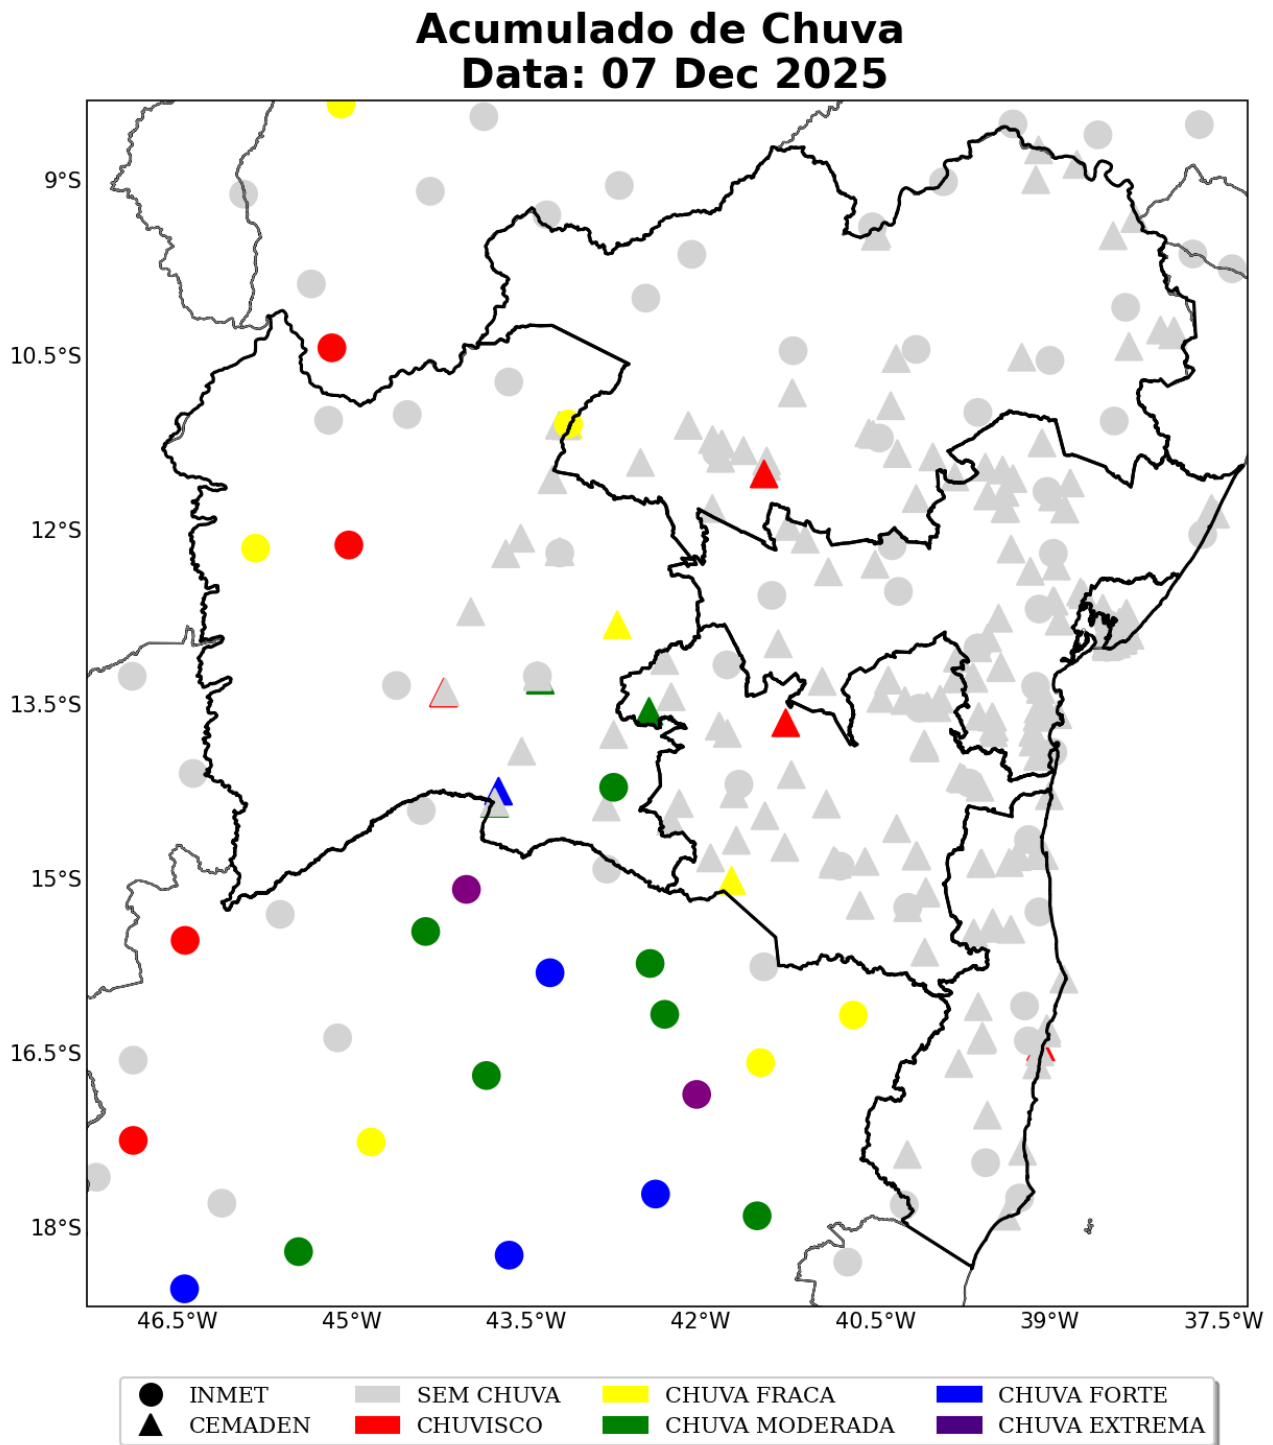 Acumulado de Chuva
Data: 07 Dec 2025
9°S
10.5°S
12°S
13.5°S
15°S
16.5°S
18°S
46.5°W 45°W 43.5°W 42°W 40.5°W 39°W 37.5°W
INMET SEM CHUVA CHUVA FRACA CHUVA FORTE
CEMADEN CHUVISCO CHUVA MODERADA CHUVA EXTREMA